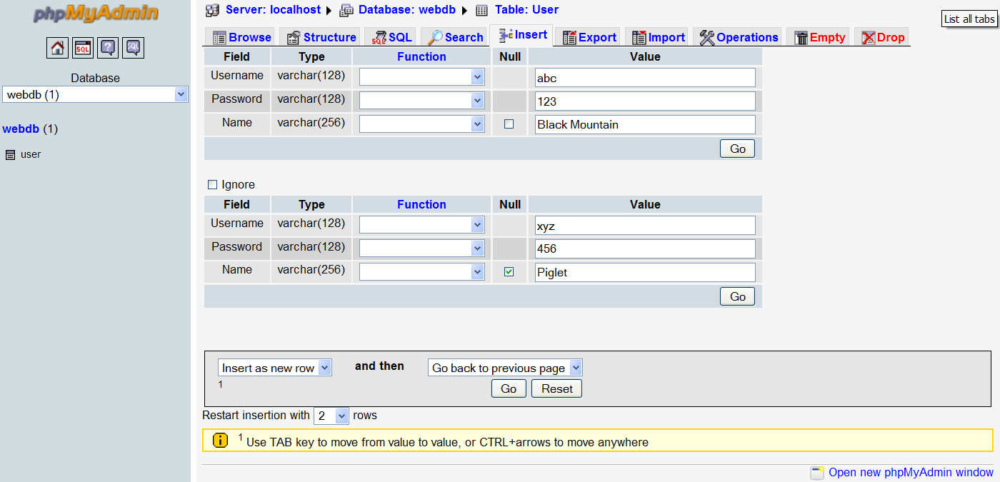 phpMyAdmin
SQL
SQL
Database
webdb (1)
webdb (1)
user
Server: localhost Database: webdb Table: User
List all tabs
Browse Structure SQL Search Insert Export Import Operations Empty Drop
Field Type Function Null Value
Username varchar(128) abc
Password varchar(128) 123
Name varchar(256) Black Mountain
Go
Ignore
Field Type Function Null Value
Username varchar(128) xyz
Password varchar(128) 456
Name varchar(256) Piglet
Go
Insert as new row and then Go back to previous page
1
Go Reset
Restart insertion with 2 rows
1 Use TAB key to move from value to value, or CTRL+arrows to move anywhere
Open new phpMyAdmin window